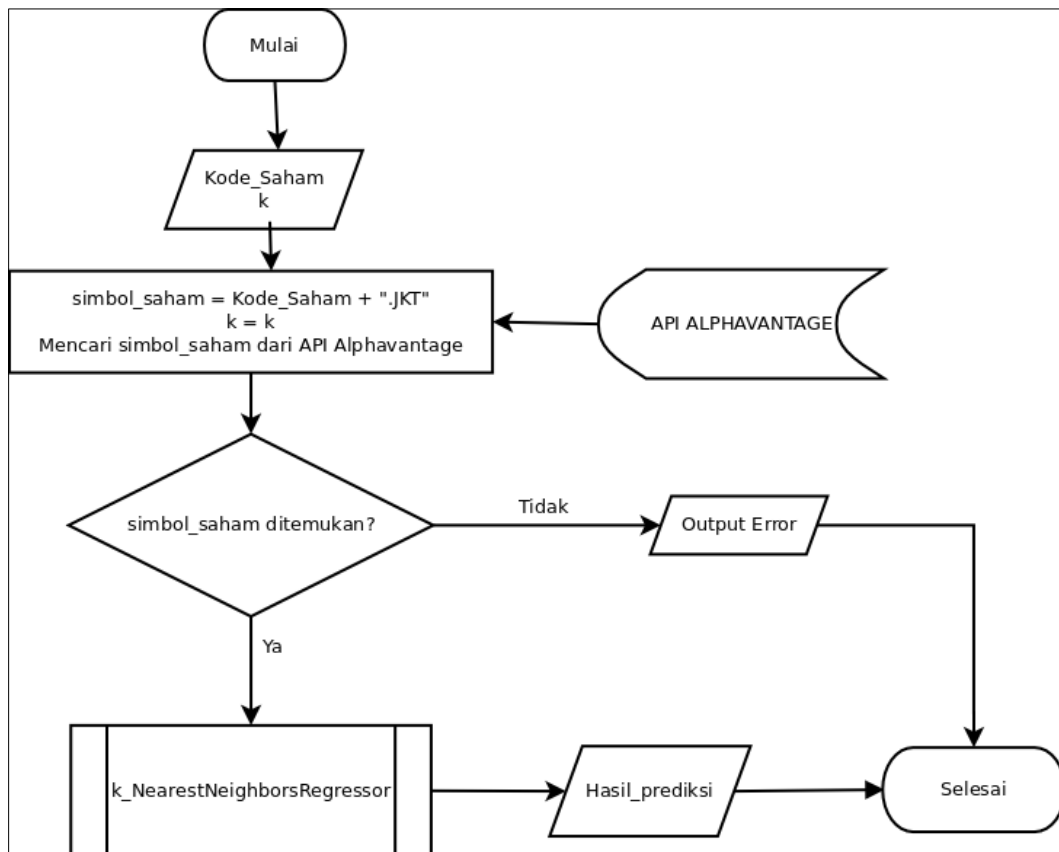 Mulai
Kode_Saham
k
simbol_saham = Kode_Saham + ".JKT"
k = k
Mencari simbol_saham dari API Alphavantage
API ALPHAVANTAGE
simbol_saham ditemukan?
Tidak
Output Error
Ya
k_NearestNeighborsRegressor
Hasil_prediksi
Selesai